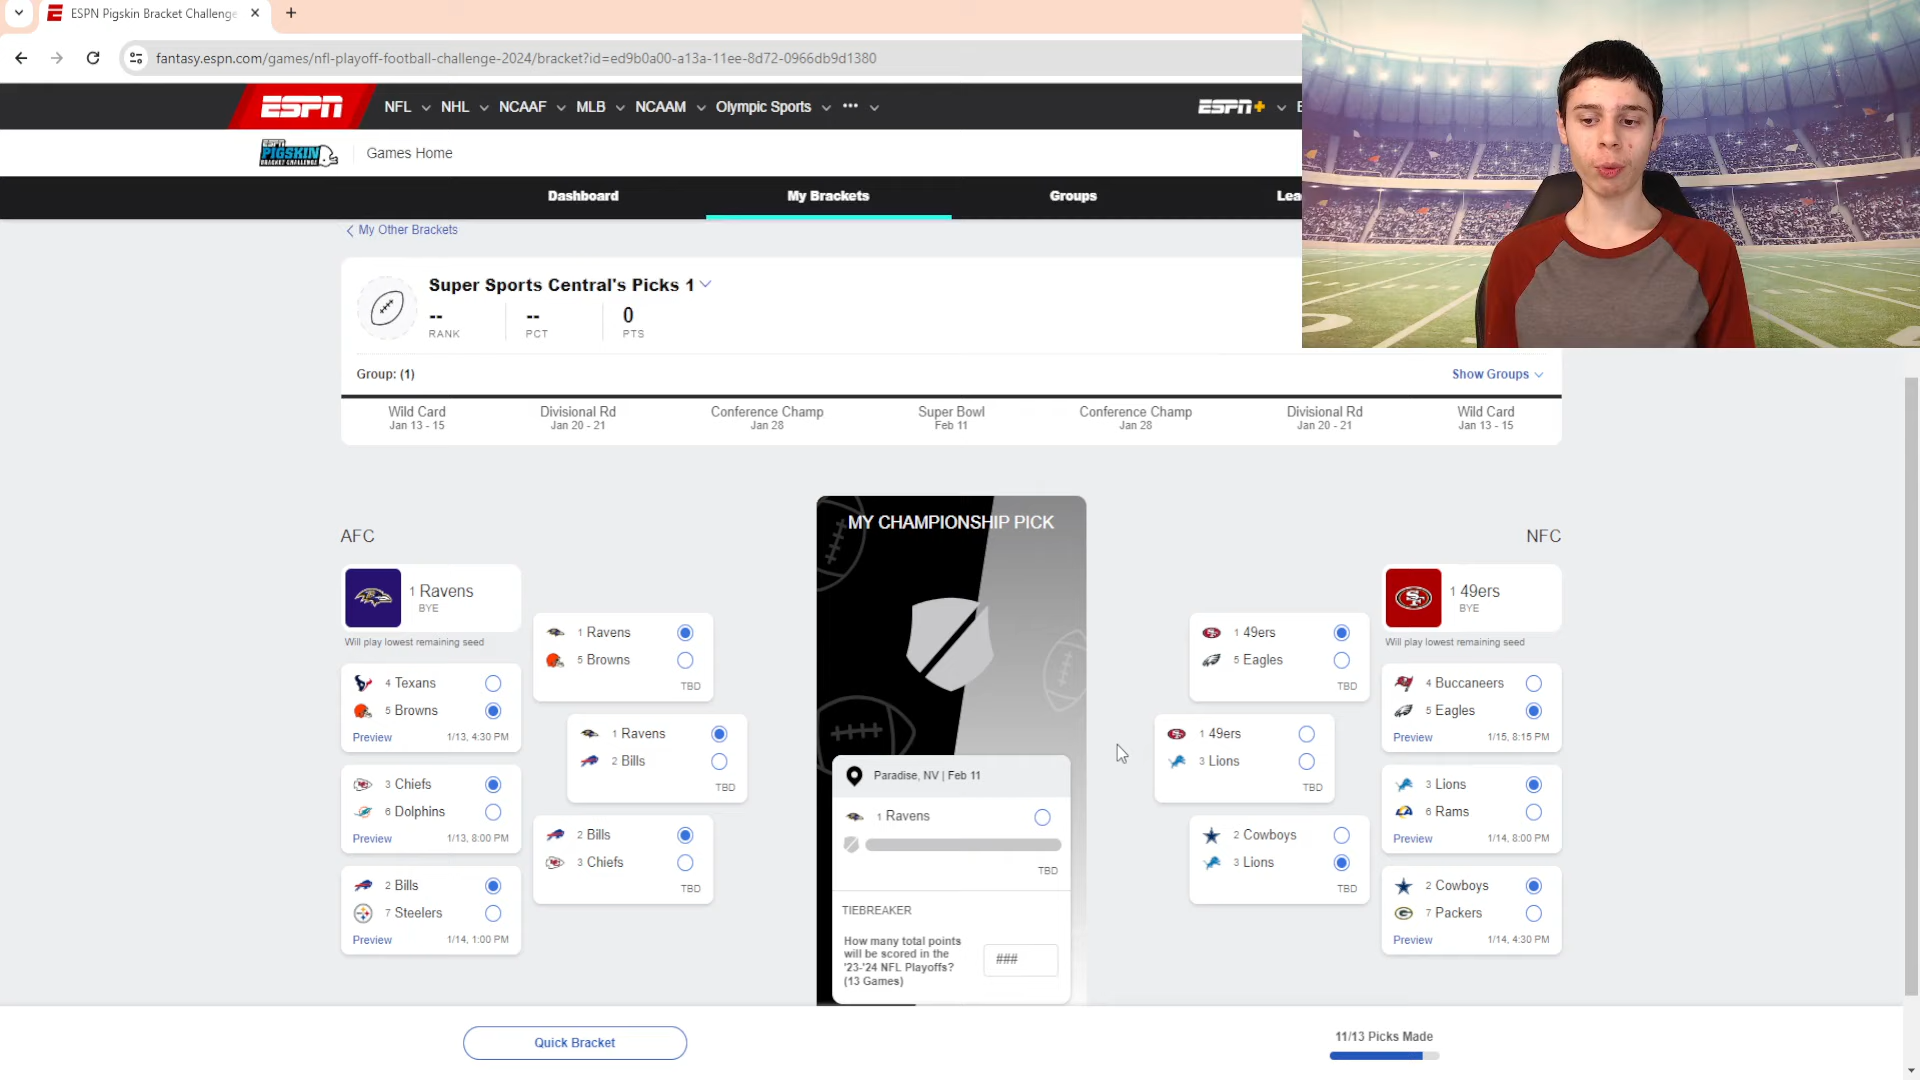 ESPN Pigskin Bracket Challenge
fantasy.espn.com/games/nfl-playoff-football-challenge-2024/bracket?id=ed9b0a00-a13a-11ee-8d72-0966db9d1380
ESPN NFL NHL NCAAF MLB NCAAM Olympic Sports ••• ESPN+ E
ESPN PIGSKIN BRACKET CHALLENGE Games Home
Dashboard My Brackets Groups Lea
My Other Brackets
Super Sports Central's Picks 1
-- -- 0
RANK PCT PTS
Group: (1) Show Groups
Wild Card Divisional Rd Conference Champ Super Bowl Conference Champ Divisional Rd Wild Card
Jan 13 - 15 Jan 20 - 21 Jan 28 Feb 11 Jan 28 Jan 20 - 21 Jan 13 - 15
AFC
1 Ravens
BYE
Will play lowest remaining seed
4 Texans
5 Browns
Preview 1/13, 4:30 PM
3 Chiefs
6 Dolphins
Preview 1/13, 8:00 PM
2 Bills
7 Steelers
Preview 1/14, 1:00 PM
1 Ravens
5 Browns
TBD
1 Ravens
2 Bills
TBD
2 Bills
3 Chiefs
TBD
MY CHAMPIONSHIP PICK
Paradise, NV | Feb 11
1 Ravens
TBD
TIEBREAKER
How many total points
will be scored in the
'23-'24 NFL Playoffs?
(13 Games)
###
NFC
1 49ers
5 Eagles
TBD
1 49ers
3 Lions
TBD
2 Cowboys
3 Lions
TBD
1 49ers
BYE
Will play lowest remaining seed
4 Buccaneers
5 Eagles
Preview 1/15, 8:15 PM
3 Lions
6 Rams
Preview 1/14, 8:00 PM
2 Cowboys
7 Packers
Preview 1/14, 4:30 PM
Quick Bracket
11/13 Picks Made